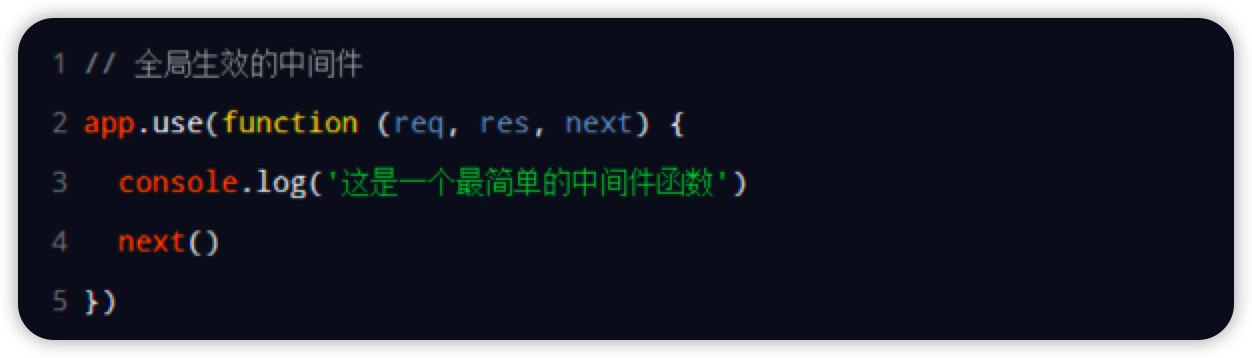 1 // 全局生效的中间件
2 app.use(function (req, res, next) {
3   console.log('这是一个最简单的中间件函数')
4   next()
5 })